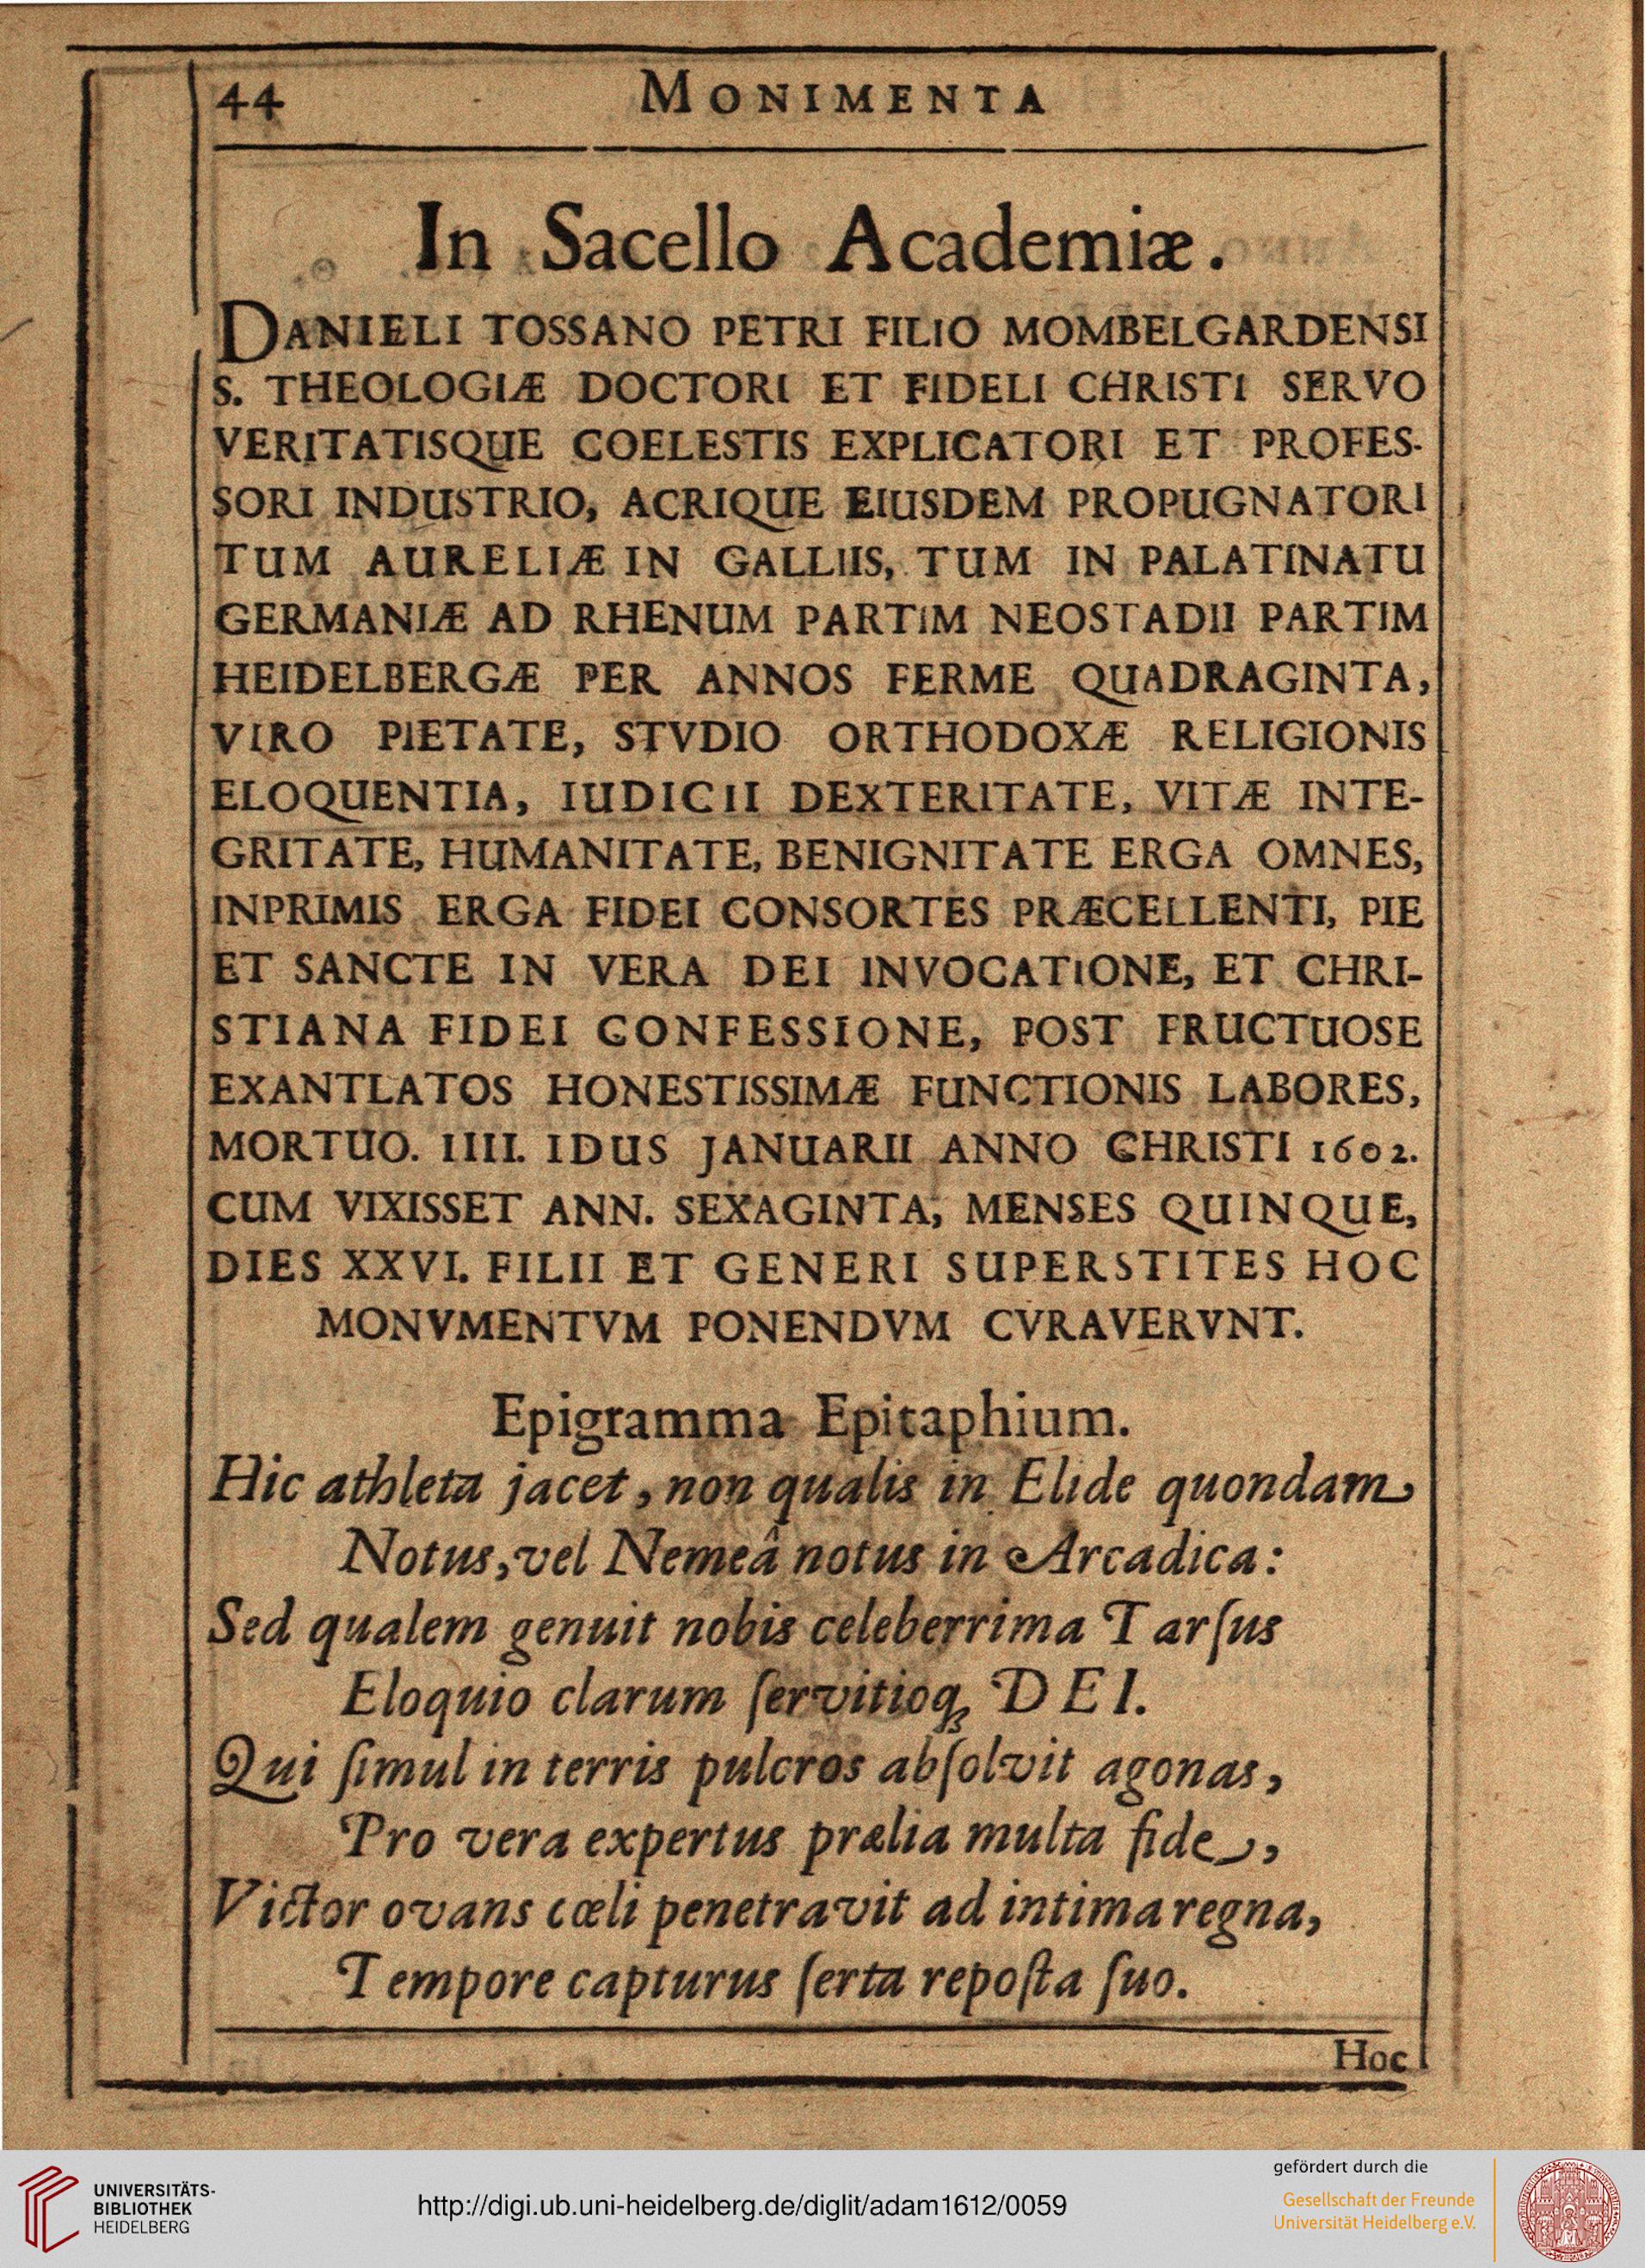 44 MONIMENTA
In Sacello Academiæ.
DANIELI TOSSANO PETRI FILIO MOMBELGARDENSI
S. THEOLOGIÆ DOCTORI ET FIDELI CHRISTI SERVO
VERITATISQUE COELESTIS EXPLICATORI ET PROFES-
SORI INDUSTRIO, ACRIQUE EIUSDEM PROPUGNATORI
TUM AURELIÆ IN GALLIIS, TUM IN PALATINATU
GERMANIÆ AD RHENUM PARTIM NEOSTADII PARTIM
HEIDELBERGÆ PER ANNOS FERME QUADRAGINTA,
VIRO PIETATE, STVDIO ORTHODOXÆ RELIGIONIS
ELOQUENTIA, IUDICII DEXTERITATE, VITÆ INTE-
GRITATE, HUMANITATE, BENIGNITATE ERGA OMNES,
INPRIMIS ERGA FIDEI CONSORTES PRÆCELLENTI, PIE
ET SANCTE IN VERA DEI INVOCATIONE, ET CHRI-
STIANA FIDEI CONFESSIONE, POST FRUCTUOSE
EXANTLATOS HONESTISSIMÆ FUNCTIONIS LABORES,
MORTUO. IIII. IDUS JANUARII ANNO CHRISTI 1602.
CUM VIXISSET ANN. SEXAGINTA, MENSES QUINQUE,
DIES XXVI. FILII ET GENERI SUPERSTITES HOC
MONVMENTVM PONENDVM CVRAVERVNT.
Epigramma Epitaphium.
Hic athleta jacet, non qualis in Elide quondam
Notus, vel Nemeâ notus in Arcadica:
Sed qualem genuit nobis celeberrima Tarſus
Eloquio clarum ſervitioq; DEI.
Qui ſimul in terris pulcros abſolvit agonas,
Pro vera expertus prælia multa fide,
Victor ovans cœli penetravit ad intima regna,
Tempore capturus ſerta repoſta ſuo.
Hoc
UNIVERSITÄTS-
BIBLIOTHEK
HEIDELBERG
http://digi.ub.uni-heidelberg.de/diglit/adam1612/0059
gefördert durch die
Gesellschaft der Freunde
Universität Heidelberg e.V.